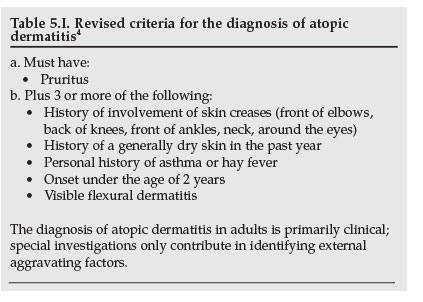 Table 5.I. Revised criteria for the diagnosis of atopic
dermatitis⁴
a. Must have:
• Pruritus
b. Plus 3 or more of the following:
• History of involvement of skin creases (front of elbows,
back of knees, front of ankles, neck, around the eyes)
• History of a generally dry skin in the past year
• Personal history of asthma or hay fever
• Onset under the age of 2 years
• Visible flexural dermatitis
The diagnosis of atopic dermatitis in adults is primarily clinical;
special investigations only contribute in identifying external
aggravating factors.